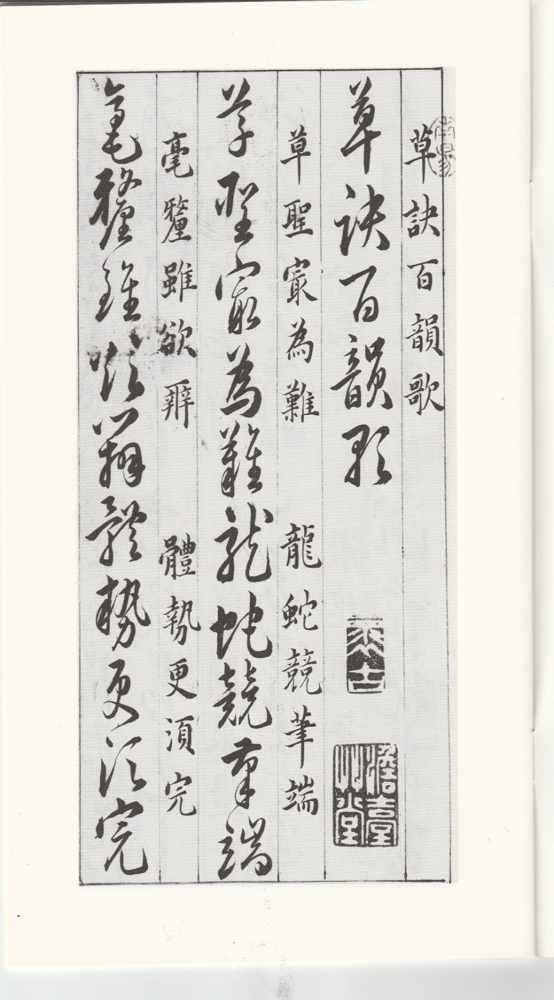 草訣百韻歌
草訣百韻歌
草聖㝡為難 龍蛇競筆端
草聖㝡為難龍蛇競筆端
毫釐雖欲辨 體勢更須完
毫釐雖欲辨體勢更須完